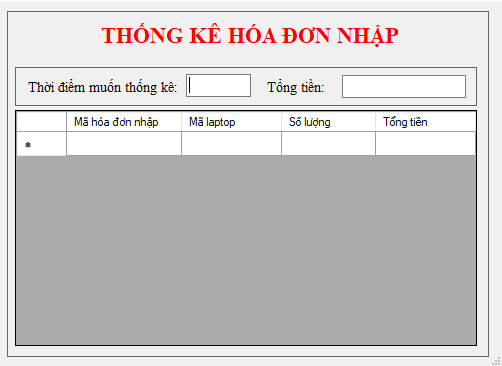 THỐNG KÊ HÓA ĐƠN NHẬP
Thời điểm muốn thống kê: Tổng tiền:
Mã hóa đơn nhập Mã laptop Số lượng Tổng tiền